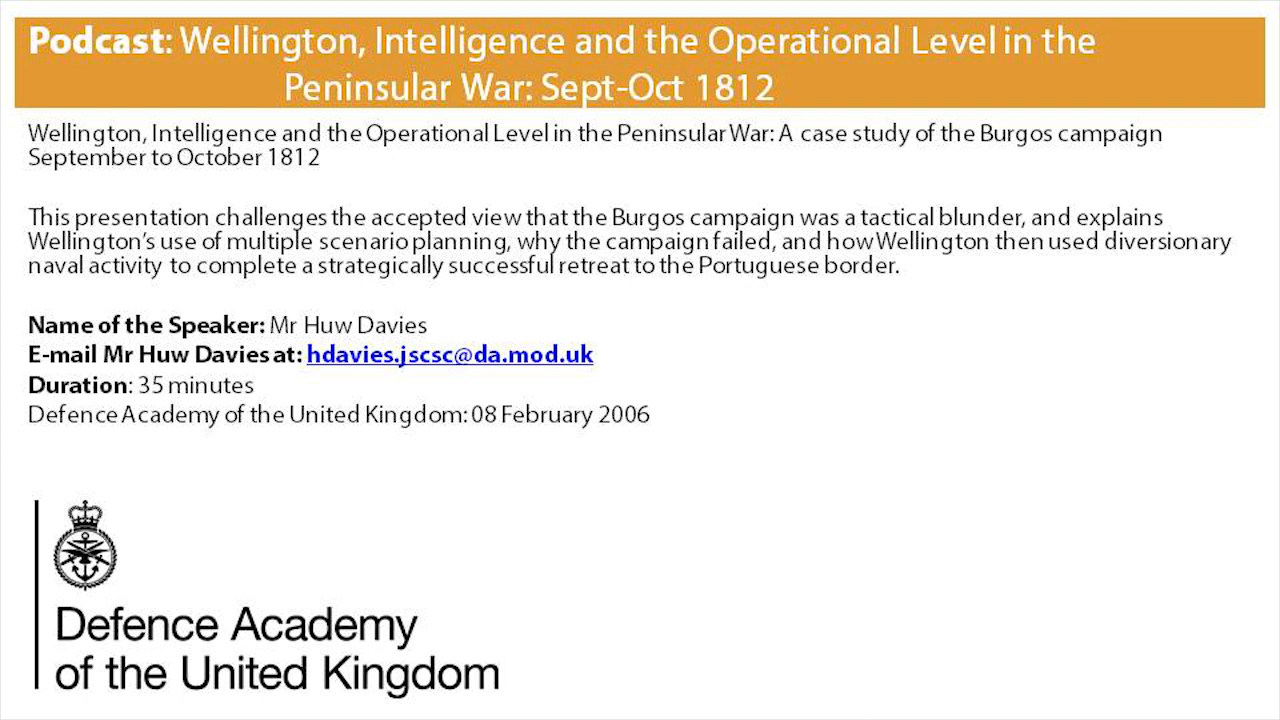 Podcast: Wellington, Intelligence and the Operational Level in the
Peninsular War: Sept-Oct 1812
Wellington, Intelligence and the Operational Level in the Peninsular War: A case study of the Burgos campaign
September to October 1812
This presentation challenges the accepted view that the Burgos campaign was a tactical blunder, and explains
Wellington’s use of multiple scenario planning, why the campaign failed, and how Wellington then used diversionary
naval activity to complete a strategically successful retreat to the Portuguese border.
Name of the Speaker: Mr Huw Davies
E-mail Mr Huw Davies at: hdavies.jscsc@da.mod.uk
Duration: 35 minutes
Defence Academy of the United Kingdom: 08 February 2006
Defence Academy
of the United Kingdom